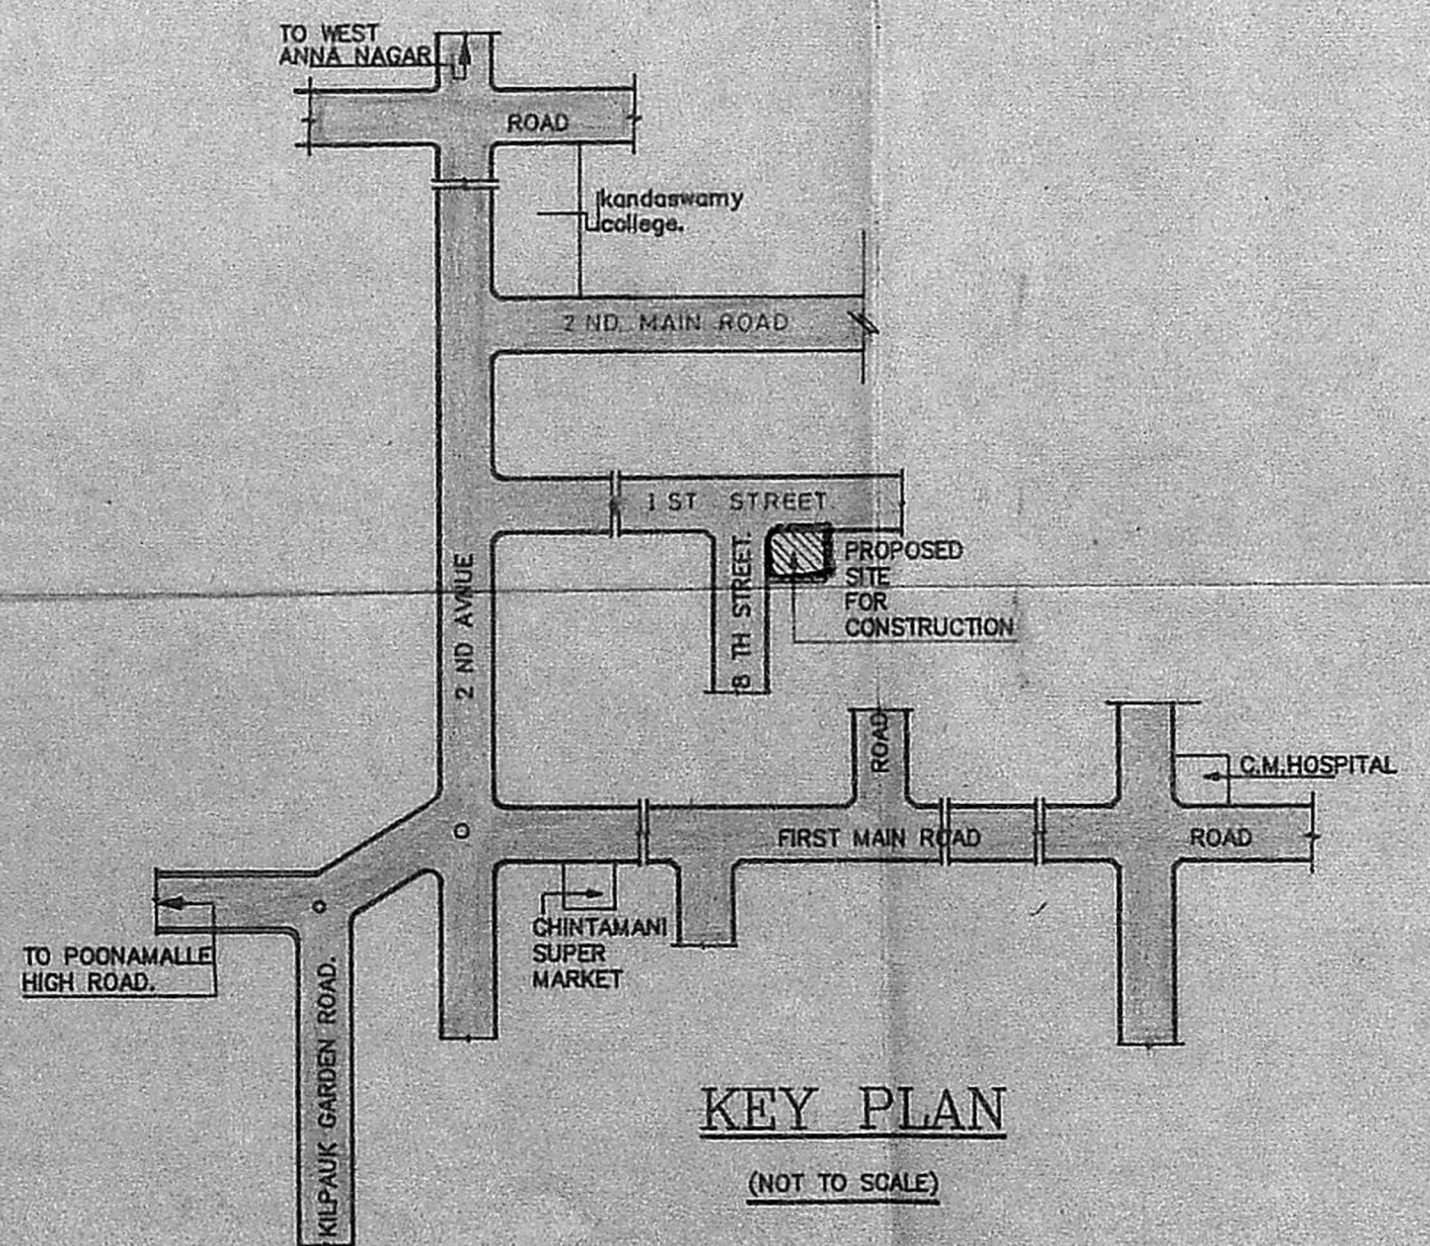 TO WEST
ANNA NAGAR
ROAD
kandaswamy
college.
2 ND. MAIN ROAD
1 ST STREET.
8 TH STREET.
PROPOSED
SITE
FOR
CONSTRUCTION
2 ND AVNUE
ROAD
C.M.HOSPITAL
FIRST MAIN ROAD
ROAD
CHINTAMANI
SUPER
MARKET
TO POONAMALLE
HIGH ROAD.
KILPAUK GARDEN ROAD.
KEY PLAN
(NOT TO SCALE)